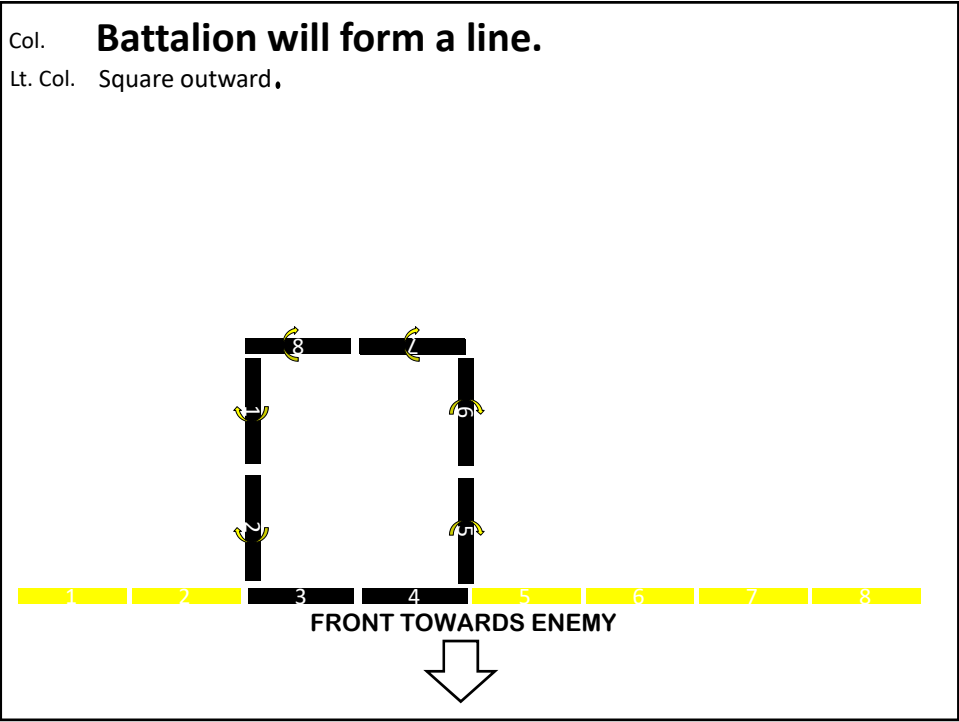 Col. Battalion will form a line.
Lt. Col. Square outward.
8 7
1 6
2 5
1 2 3 4 5 6 7 8
FRONT TOWARDS ENEMY